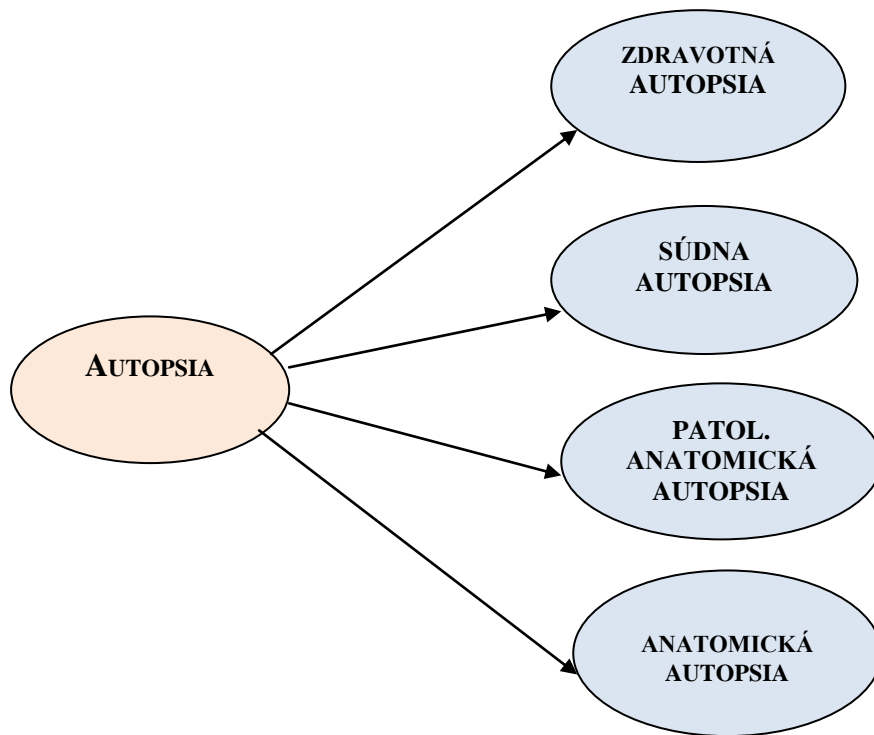 ZDRAVOTNÁ
AUTOPSIA
SÚDNA
AUTOPSIA
AUTOPSIA
PATOL.
ANATOMICKÁ
AUTOPSIA
ANATOMICKÁ
AUTOPSIA